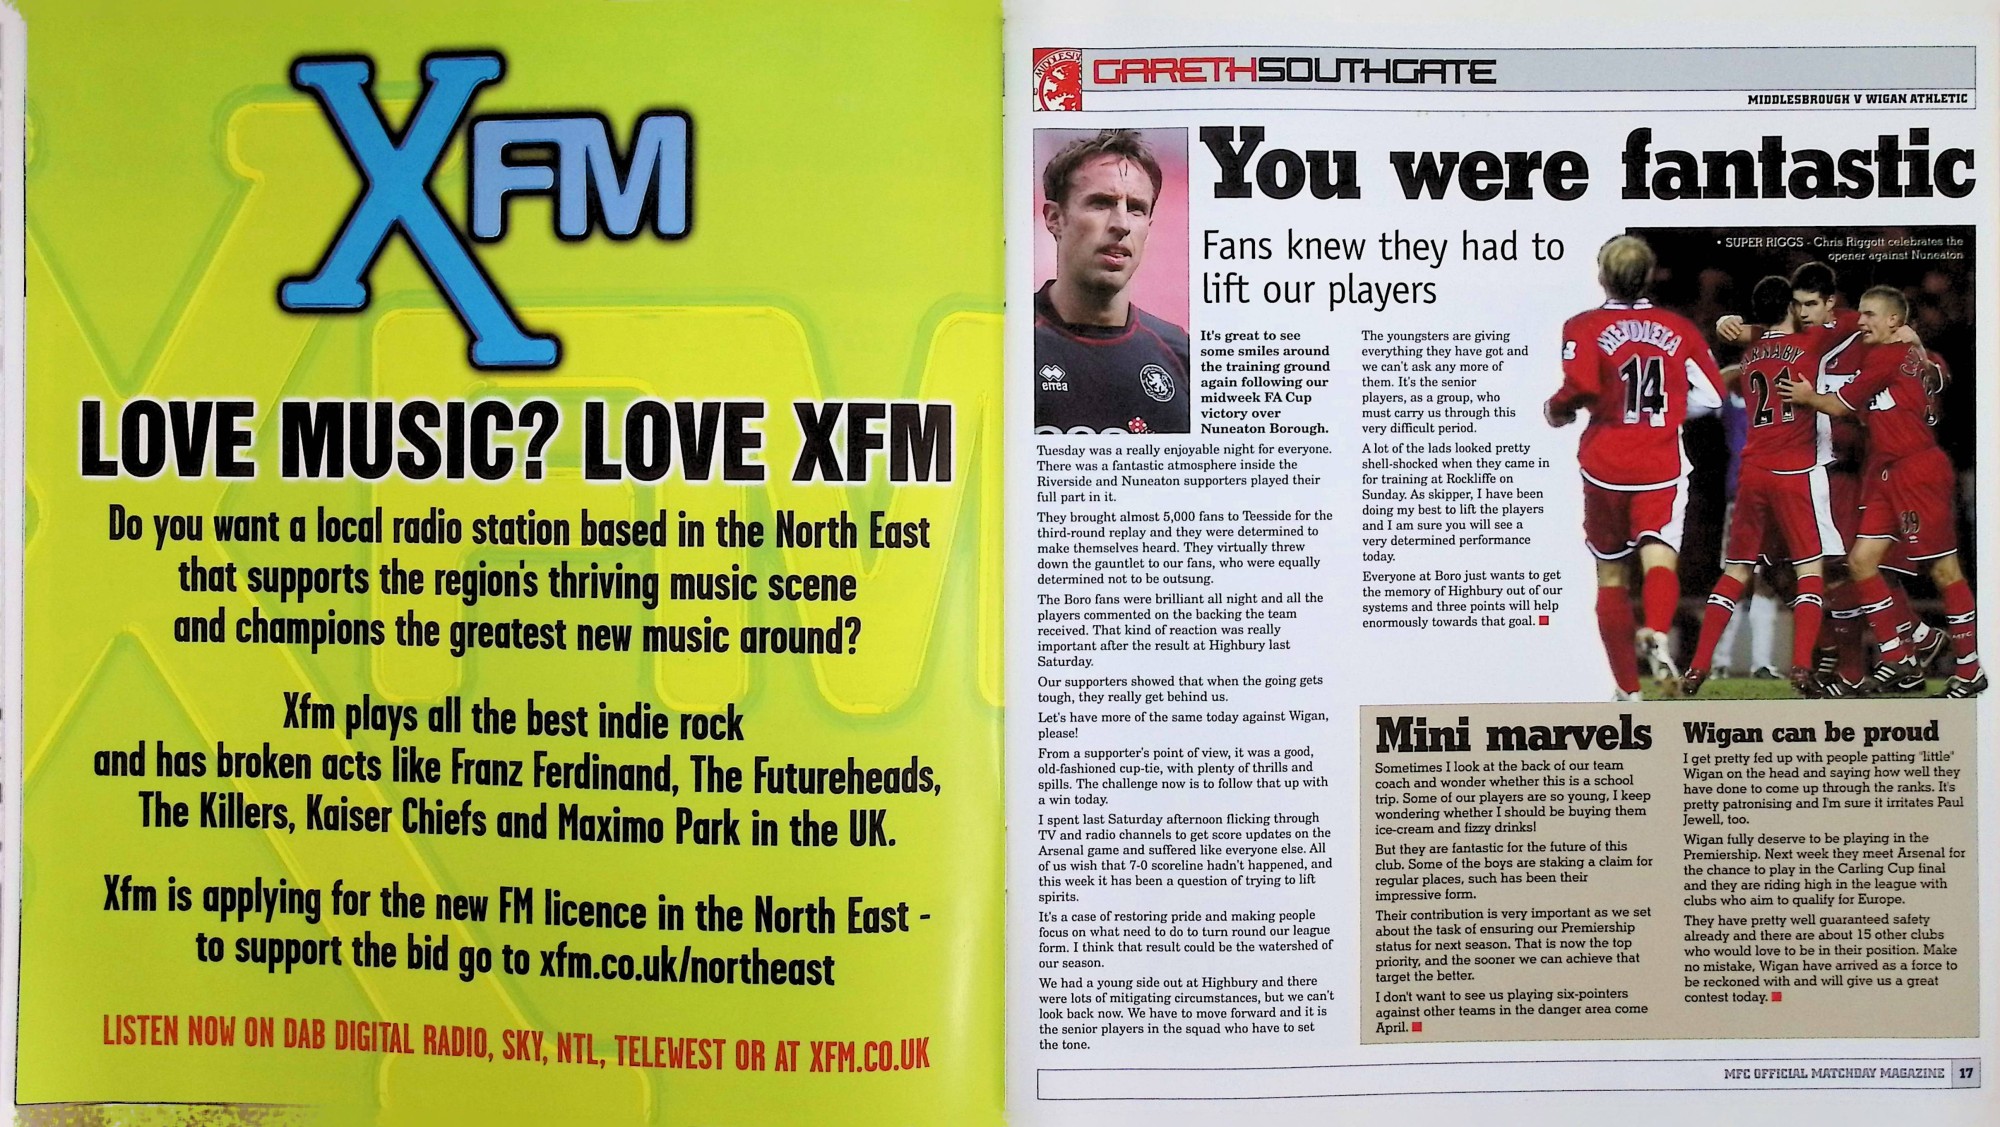 XFM
LOVE MUSIC? LOVE XFM
Do you want a local radio station based in the North East
that supports the region's thriving music scene
and champions the greatest new music around?
Xfm plays all the best indie rock
and has broken acts like Franz Ferdinand, The Futureheads,
The Killers, Kaiser Chiefs and Maximo Park in the UK.
Xfm is applying for the new FM licence in the North East -
to support the bid go to xfm.co.uk/northeast
LISTEN NOW ON DAB DIGITAL RADIO, SKY, NTL, TELEWEST OR AT XFM.CO.UK
GARETHSOUTHGATE
MIDDLESBROUGH V WIGAN ATHLETIC
You were fantastic
Fans knew they had to
lift our players
• SUPER RIGGS - Chris Riggott celebrates the
opener against Nuneaton
errea
MENDIETA
14
21
39
It's great to see
some smiles around
the training ground
again following our
midweek FA Cup
victory over
Nuneaton Borough.
Tuesday was a really enjoyable night for everyone.
There was a fantastic atmosphere inside the
Riverside and Nuneaton supporters played their
full part in it.
They brought almost 5,000 fans to Teesside for the
third-round replay and they were determined to
make themselves heard. They virtually threw
down the gauntlet to our fans, who were equally
determined not to be outsung.
The Boro fans were brilliant all night and all the
players commented on the backing the team
received. That kind of reaction was really
important after the result at Highbury last
Saturday.
Our supporters showed that when the going gets
tough, they really get behind us.
Let's have more of the same today against Wigan,
please!
From a supporter's point of view, it was a good,
old-fashioned cup-tie, with plenty of thrills and
spills. The challenge now is to follow that up with
a win today.
I spent last Saturday afternoon flicking through
TV and radio channels to get score updates on the
Arsenal game and suffered like everyone else. All
of us wish that 7-0 scoreline hadn't happened, and
this week it has been a question of trying to lift
spirits.
It's a case of restoring pride and making people
focus on what need to do to turn round our league
form. I think that result could be the watershed of
our season.
We had a young side out at Highbury and there
were lots of mitigating circumstances, but we can't
look back now. We have to move forward and it is
the senior players in the squad who have to set
the tone.
The youngsters are giving
everything they have got and
we can't ask any more of
them. It's the senior
players, as a group, who
must carry us through this
very difficult period.
A lot of the lads looked pretty
shell-shocked when they came in
for training at Rockliffe on
Sunday. As skipper, I have been
doing my best to lift the players
and I am sure you will see a
very determined performance
today.
Everyone at Boro just wants to get
the memory of Highbury out of our
systems and three points will help
enormously towards that goal.
Mini marvels
Sometimes I look at the back of our team
coach and wonder whether this is a school
trip. Some of our players are so young, I keep
wondering whether I should be buying them
ice-cream and fizzy drinks!
But they are fantastic for the future of this
club. Some of the boys are staking a claim for
regular places, such has been their
impressive form.
Their contribution is very important as we set
about the task of ensuring our Premiership
status for next season. That is now the top
priority, and the sooner we can achieve that
target the better.
I don't want to see us playing six-pointers
against other teams in the danger area come
April.
Wigan can be proud
I get pretty fed up with people patting "little"
Wigan on the head and saying how well they
have done to come up through the ranks. It's
pretty patronising and I'm sure it irritates Paul
Jewell, too.
Wigan fully deserve to be playing in the
Premiership. Next week they meet Arsenal for
the chance to play in the Carling Cup final
and they are riding high in the league with
clubs who aim to qualify for Europe.
They have pretty well guaranteed safety
already and there are about 15 other clubs
who would love to be in their position. Make
no mistake, Wigan have arrived as a force to
be reckoned with and will give us a great
contest today.
MFC OFFICIAL MATCHDAY MAGAZINE 17